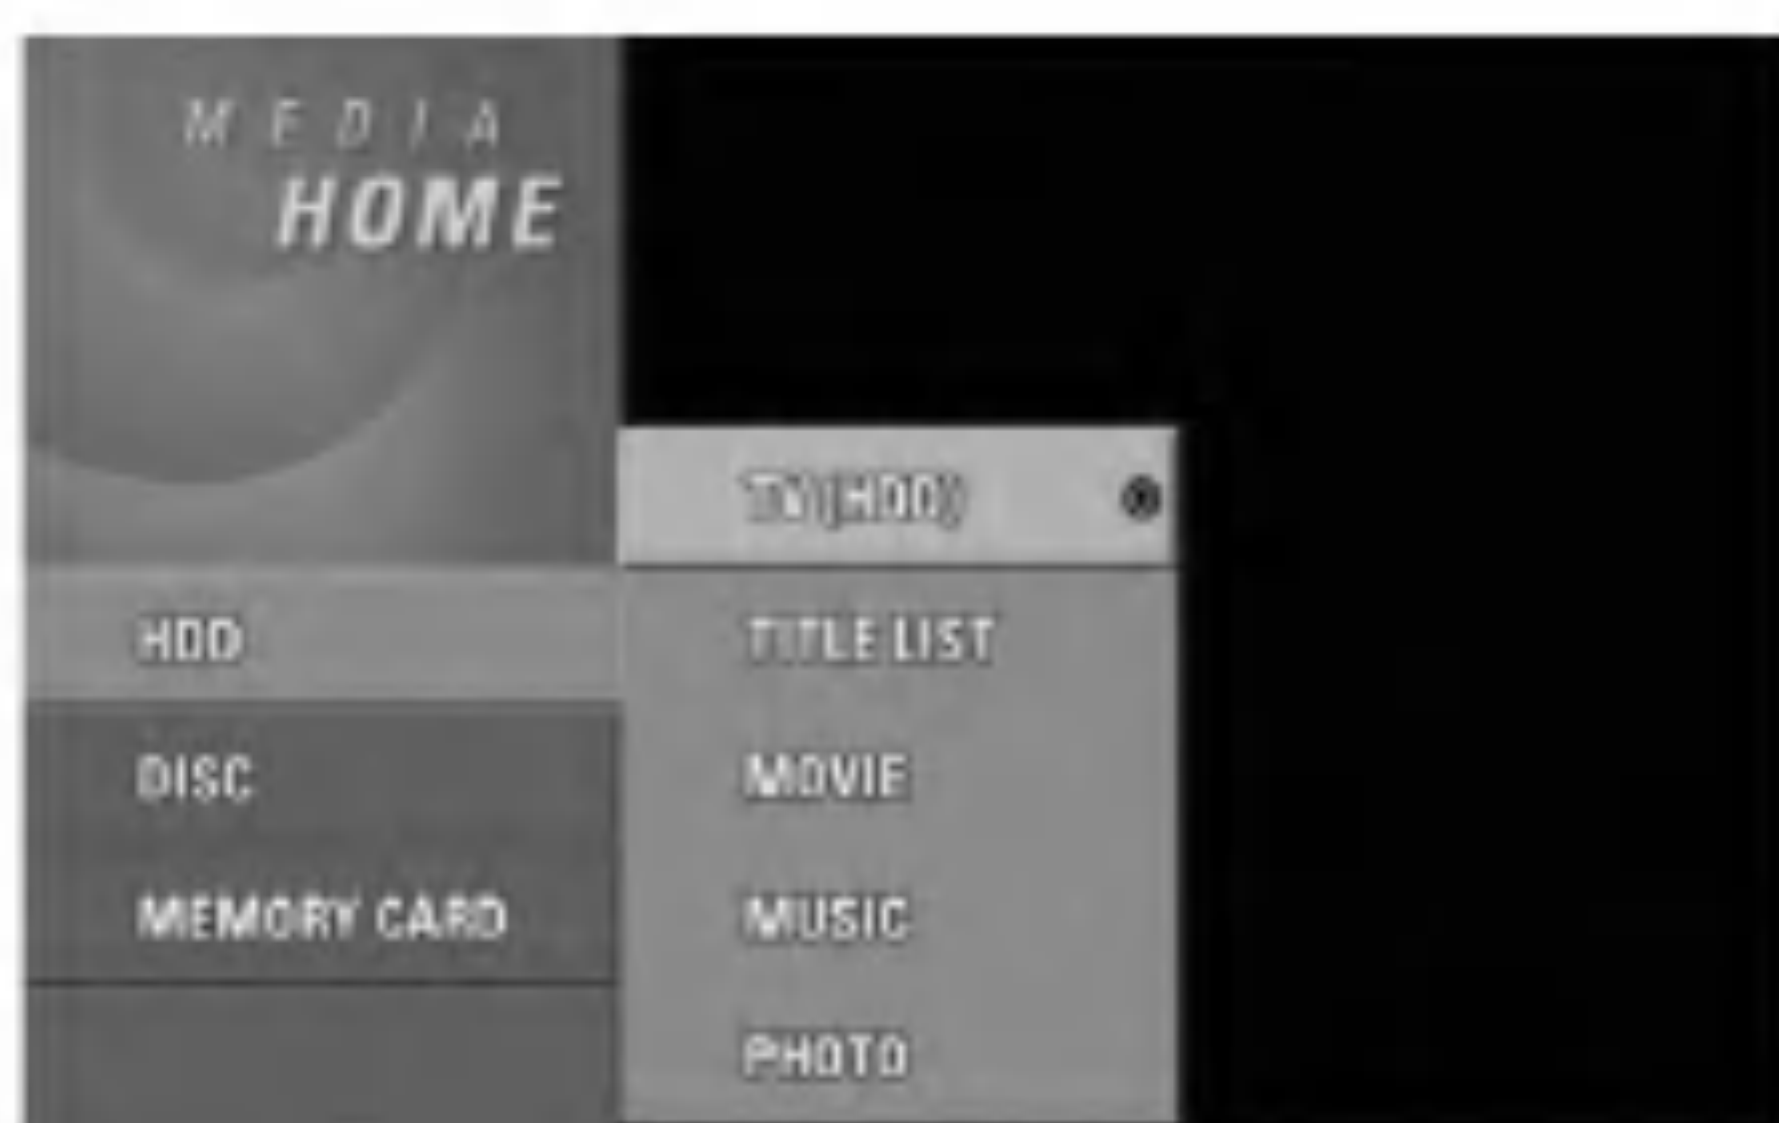 MEDIA
HOME
HDD
DISC
MEMORY CARD
TV (HDD)
TITLE LIST
MOVIE
MUSIC
PHOTO